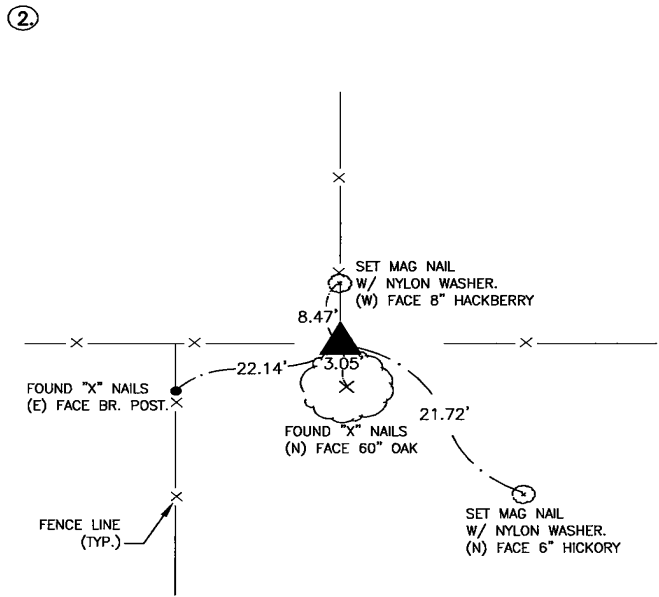 2.
SET MAG NAIL
W/ NYLON WASHER.
(W) FACE 8" HACKBERRY
8.47'
22.14'
3.05'
FOUND "X" NAILS
(E) FACE BR. POST.
21.72'
FOUND "X" NAILS
(N) FACE 60" OAK
SET MAG NAIL
W/ NYLON WASHER.
(N) FACE 6" HICKORY
FENCE LINE
(TYP.)